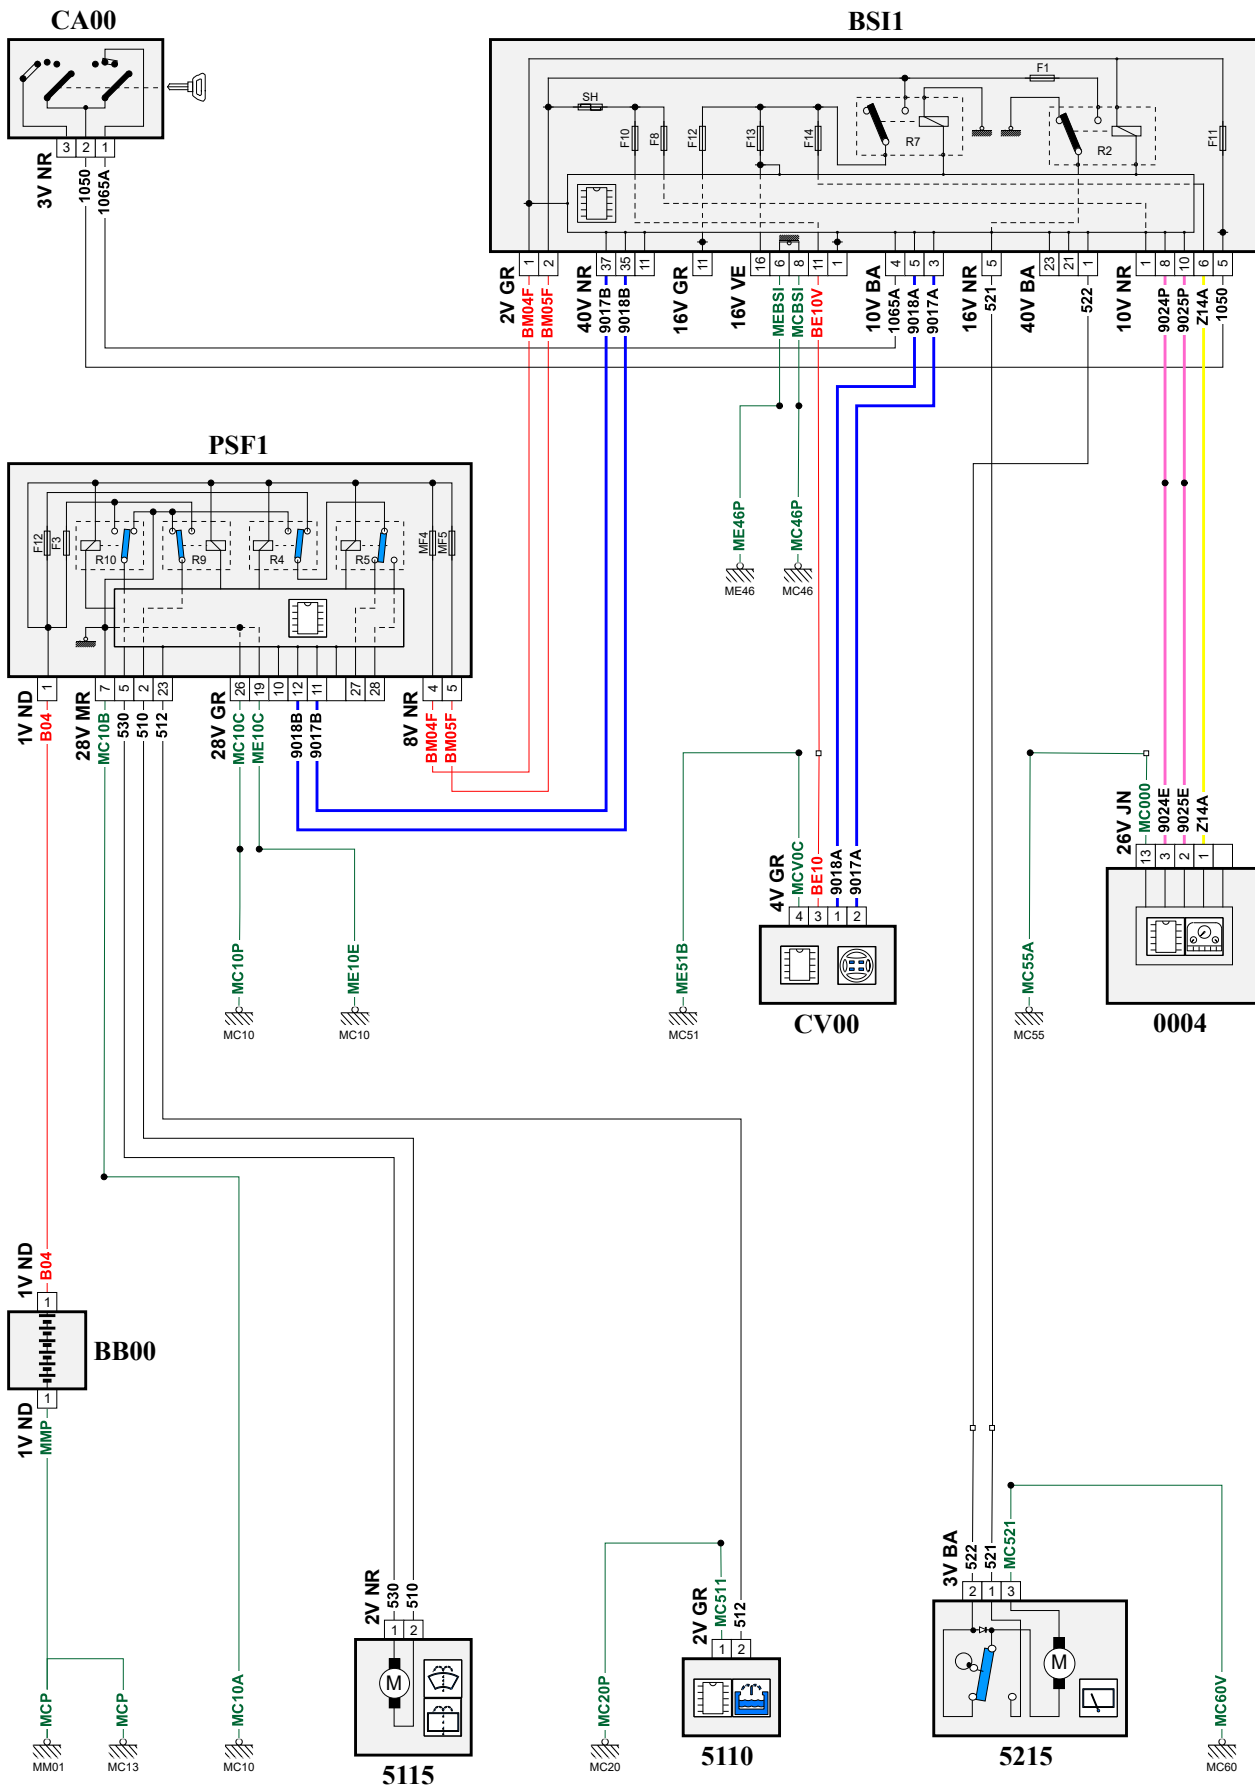 CA00
BSI1
F1
SH
F10
F8
F12
F13
F14
R7
R2
F11
3V NR
3
2
1
1050
1065A
2V GR
1
2
BM04F
BM05F
40V NR
37
35
11
9017B
9018B
16V GR
11
16V VE
16
6
8
11
1
MEBSI
MCBSI
BE10V
10V BA
4
5
3
1065A
9018A
9017A
16V NR
5
521
40V BA
23
21
1
522
10V NR
1
8
10
6
5
9024P
9025P
Z14A
1050
PSF1
F12
F3
R10
R9
R4
R5
MF4
MF5
ME46P
MC46P
ME46
MC46
1V ND
1
B04
28V MR
7
5
2
23
MC10B
530
510
512
28V GR
26
19
10
12
11
27
28
MC10C
ME10C
9018B
9017B
8V NR
4
5
BM04F
BM05F
4V GR
MCV0C
BE10
9018A
9017A
4
3
1
2
CV00
ME51B
MC51
26V JN
MC000
9024E
9025E
Z14A
13
3
2
1
0004
MC55A
MC55
MC10P
ME10E
MC10
MC10
1V ND
B04
1
BB00
1
1V ND
MMP
MCP
MCP
MC10A
MM01
MC13
MC10
2V NR
530
510
1
2
M
5115
MC20P
MC20
2V GR
MC511
512
1
2
5110
3V BA
522
521
MC521
2
1
3
M
5215
MC60V
MC60